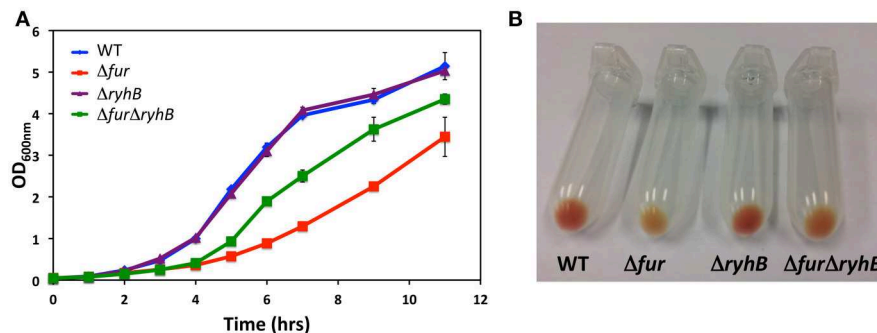 A
B
6
5
4
3
2
1
0
OD600nm
WT
Δfur
ΔryhB
ΔfurΔryhB
0 2 4 6 8 10 12
Time (hrs)
WT Δfur ΔryhB ΔfurΔryhB